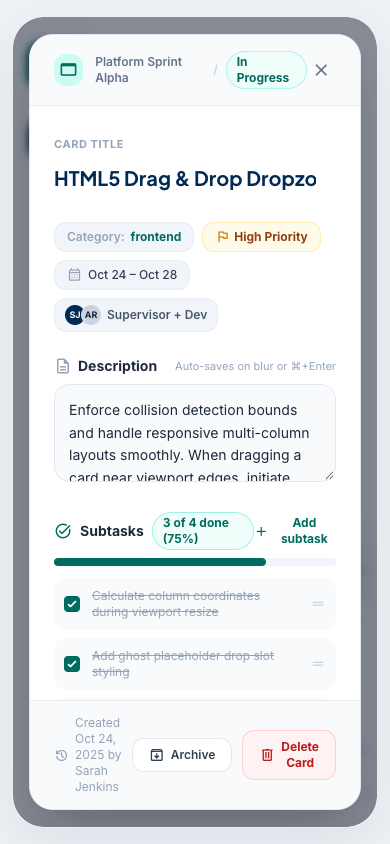 Platform Sprint
Alpha
/
In
Progress
CARD TITLE
HTML5 Drag & Drop Dropzo
Category: frontend
High Priority
Oct 24 – Oct 28
SJ AR Supervisor + Dev
Description
Auto-saves on blur or ⌘+Enter
Enforce collision detection bounds
and handle responsive multi-column
layouts smoothly. When dragging a
card near viewport edges, initiate
Subtasks
3 of 4 done
(75%)
+ Add
subtask
Calculate column coordinates
during viewport resize
Add ghost placeholder drop slot
styling
Created
Oct 24,
2025 by
Sarah
Jenkins
Archive
Delete
Card